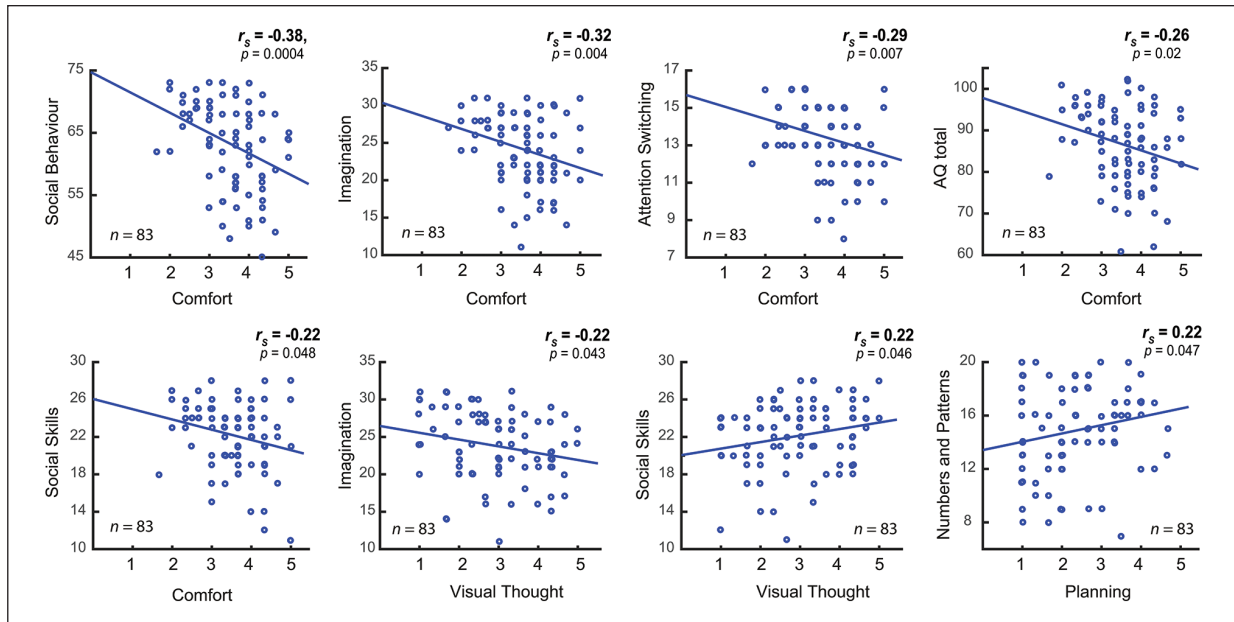 r_s = -0.38,
p = 0.0004
75
65
55
45
Social Behaviour
n = 83
1 2 3 4 5
Comfort
r_s = -0.32
p = 0.004
35
30
25
20
15
10
Imagination
n = 83
1 2 3 4 5
Comfort
r_s = -0.29
p = 0.007
17
15
13
11
9
7
Attention Switching
n = 83
1 2 3 4 5
Comfort
r_s = -0.26
p = 0.02
100
90
80
70
60
AQ total
n = 83
1 2 3 4 5
Comfort
r_s = -0.22
p = 0.048
30
26
22
18
14
10
Social Skills
n = 83
1 2 3 4 5
Comfort
r_s = -0.22
p = 0.043
35
30
25
20
15
10
Imagination
n = 83
1 2 3 4 5
Visual Thought
r_s = 0.22
p = 0.046
30
26
22
18
14
10
Social Skills
n = 83
1 2 3 4 5
Visual Thought
r_s = 0.22
p = 0.047
20
16
12
8
Numbers and Patterns
n = 83
1 2 3 4 5
Planning